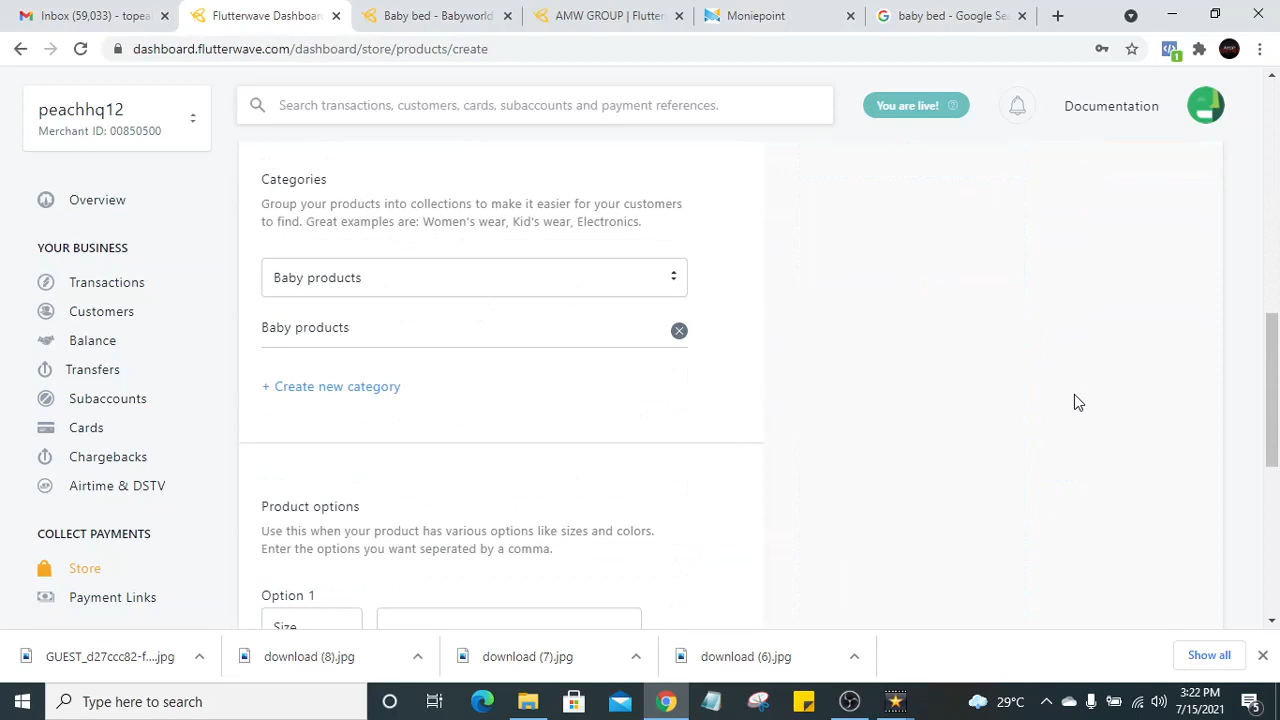 Inbox (59,033) - topea
Flutterwave Dashboar
Baby bed - Babyworld
AMW GROUP | Flutter
Moniepoint
baby bed - Google Se
dashboard.flutterwave.com/dashboard/store/products/create
1
peachhq12
Merchant ID: 00850500
Search transactions, customers, cards, subaccounts and payment references.
You are live!
Documentation
Overview
YOUR BUSINESS
Transactions
Customers
Balance
Transfers
Subaccounts
Cards
Chargebacks
Airtime & DSTV
COLLECT PAYMENTS
Store
Payment Links
Categories
Group your products into collections to make it easier for your customers
to find. Great examples are: Women's wear, Kid's wear, Electronics.
Baby products
Baby products
+ Create new category
Product options
Use this when your product has various options like sizes and colors.
Enter the options you want seperated by a comma.
Option 1
Size
GUEST_d27ccc82-f....jpg
download (8).jpg
download (7).jpg
download (6).jpg
Show all
Type here to search
29°C
3:22 PM
7/15/2021
5